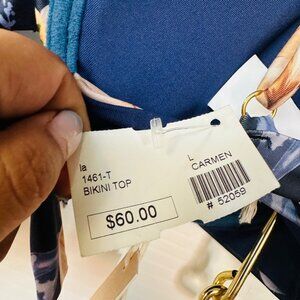 la
1461-T
BIKINI TOP
$60.00
L
CARMEN
# 52059